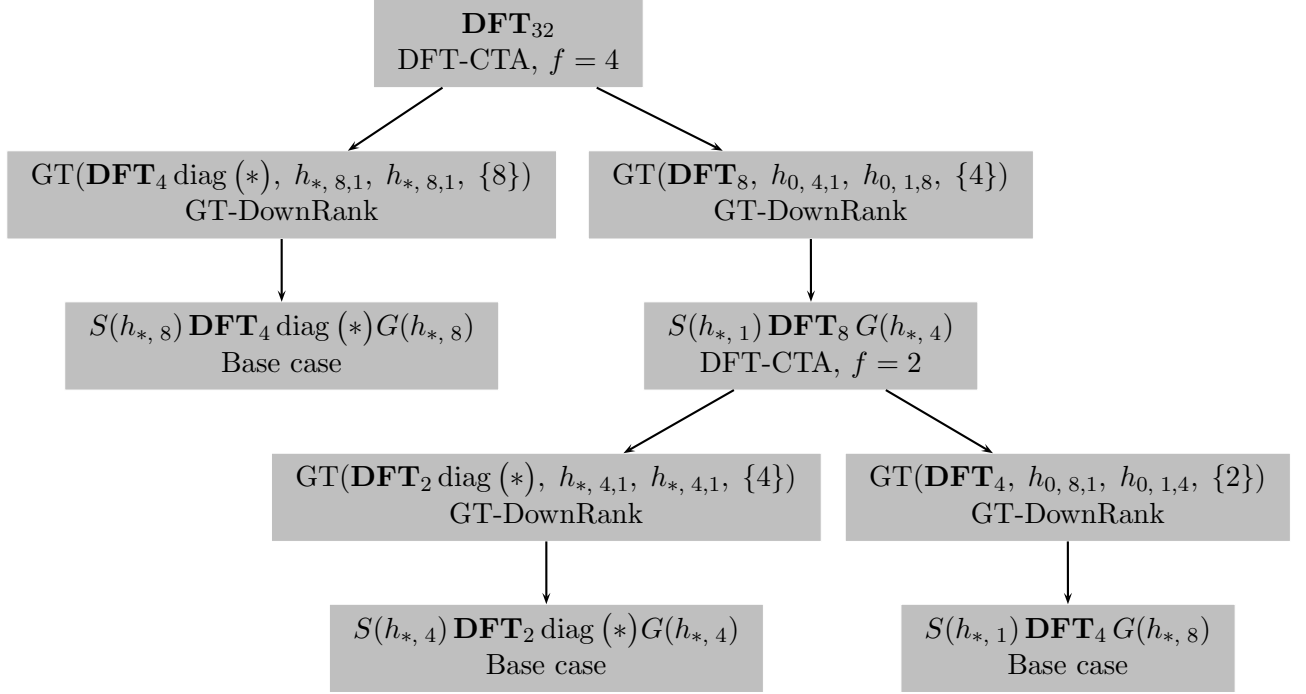 DFT₃₂
DFT-CTA, f = 4
GT(DFT₄ diag (∗), h∗, 8,1, h∗, 8,1, {8})
GT-DownRank
GT(DFT₈, h₀, 4,1, h₀, 1,8, {4})
GT-DownRank
S(h∗, 8) DFT₄ diag (∗)G(h∗, 8)
Base case
S(h∗, 1) DFT₈ G(h∗, 4)
DFT-CTA, f = 2
GT(DFT₂ diag (∗), h∗, 4,1, h∗, 4,1, {4})
GT-DownRank
GT(DFT₄, h₀, 8,1, h₀, 1,4, {2})
GT-DownRank
S(h∗, 4) DFT₂ diag (∗)G(h∗, 4)
Base case
S(h∗, 1) DFT₄ G(h∗, 8)
Base case